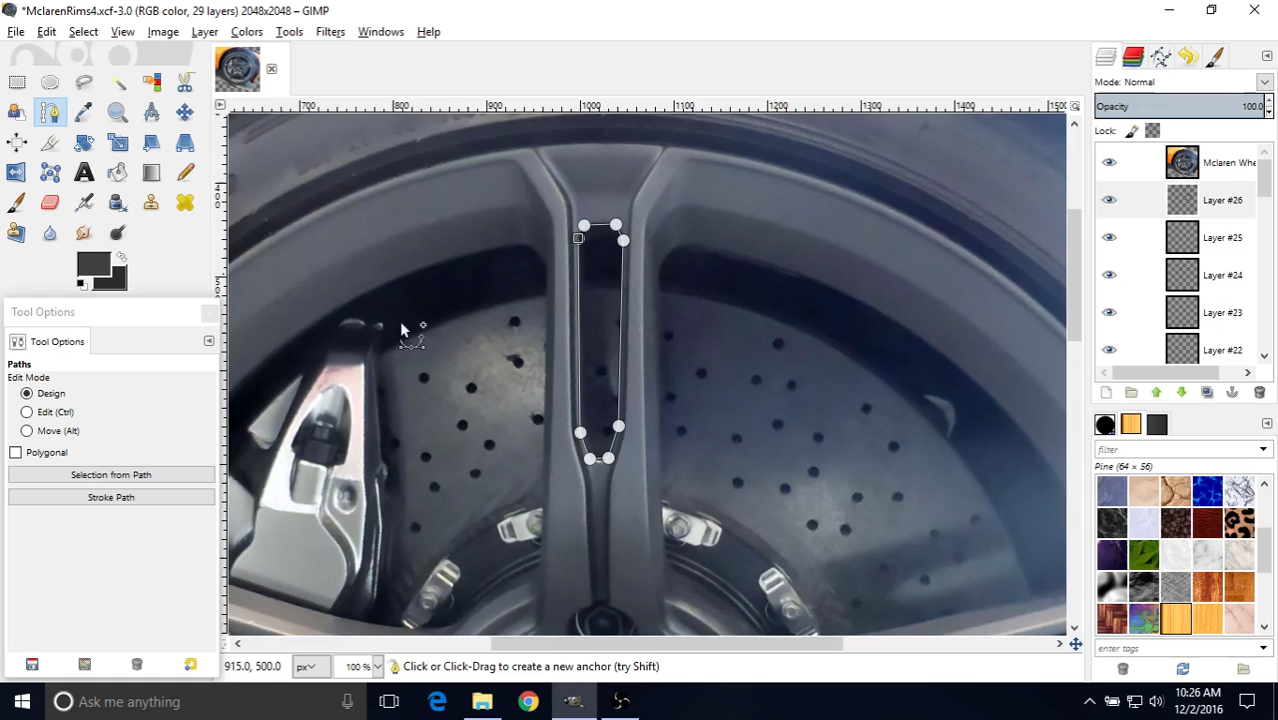 *MclarenRims4.xcf-3.0 (RGB color, 29 layers) 2048x2048 – GIMP
File Edit Select View Image Layer Colors Tools Filters Windows Help
Mode: Normal
Opacity 100.0
Lock:
700 800 900 1000 1100 1200 1300 1400 1500
Mclaren Whe
Layer #26
Layer #25
Layer #24
Layer #23
Layer #22
Tool Options
Tool Options
Paths
Edit Mode
Design
Edit (Ctrl)
Move (Alt)
Polygonal
Selection from Path
Stroke Path
filter
Pine (64 × 56)
enter tags
915.0, 500.0 px 100 % Click or Click-Drag to create a new anchor (try Shift)
Ask me anything
10:26 AM
12/2/2016